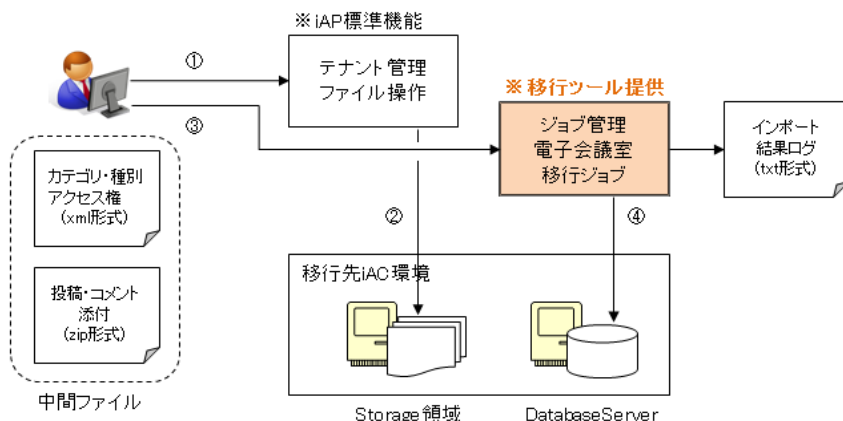 ※ iAP標準機能
①
テナント管理
ファイル操作
※ 移行ツール提供
③
ジョブ管理
電子会議室
移行ジョブ
インポート
結果ログ
(txt形式)
カテゴリ・種別
アクセス権
(xml形式)
②
④
投稿・コメント
添付
(zip形式)
移行先iAC環境
中間ファイル
Storage領域
DatabaseServer